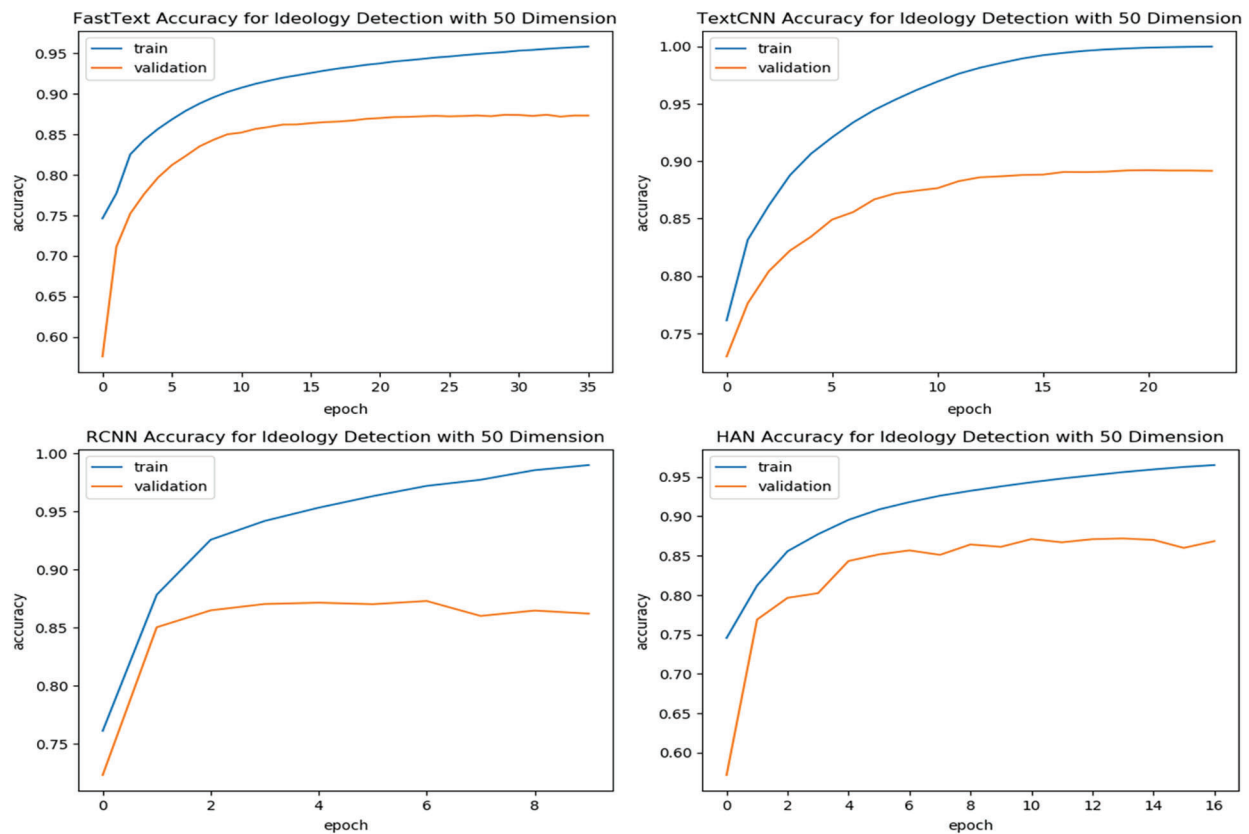 FastText Accuracy for Ideology Detection with 50 Dimension
train
validation
0.95
0.90
0.85
0.80
0.75
0.70
0.65
0.60
accuracy
0 5 10 15 20 25 30 35
epoch
TextCNN Accuracy for Ideology Detection with 50 Dimension
train
validation
1.00
0.95
0.90
0.85
0.80
0.75
accuracy
0 5 10 15 20
epoch
RCNN Accuracy for Ideology Detection with 50 Dimension
train
validation
1.00
0.95
0.90
0.85
0.80
0.75
accuracy
0 2 4 6 8
epoch
HAN Accuracy for Ideology Detection with 50 Dimension
train
validation
0.95
0.90
0.85
0.80
0.75
0.70
0.65
0.60
accuracy
0 2 4 6 8 10 12 14 16
epoch